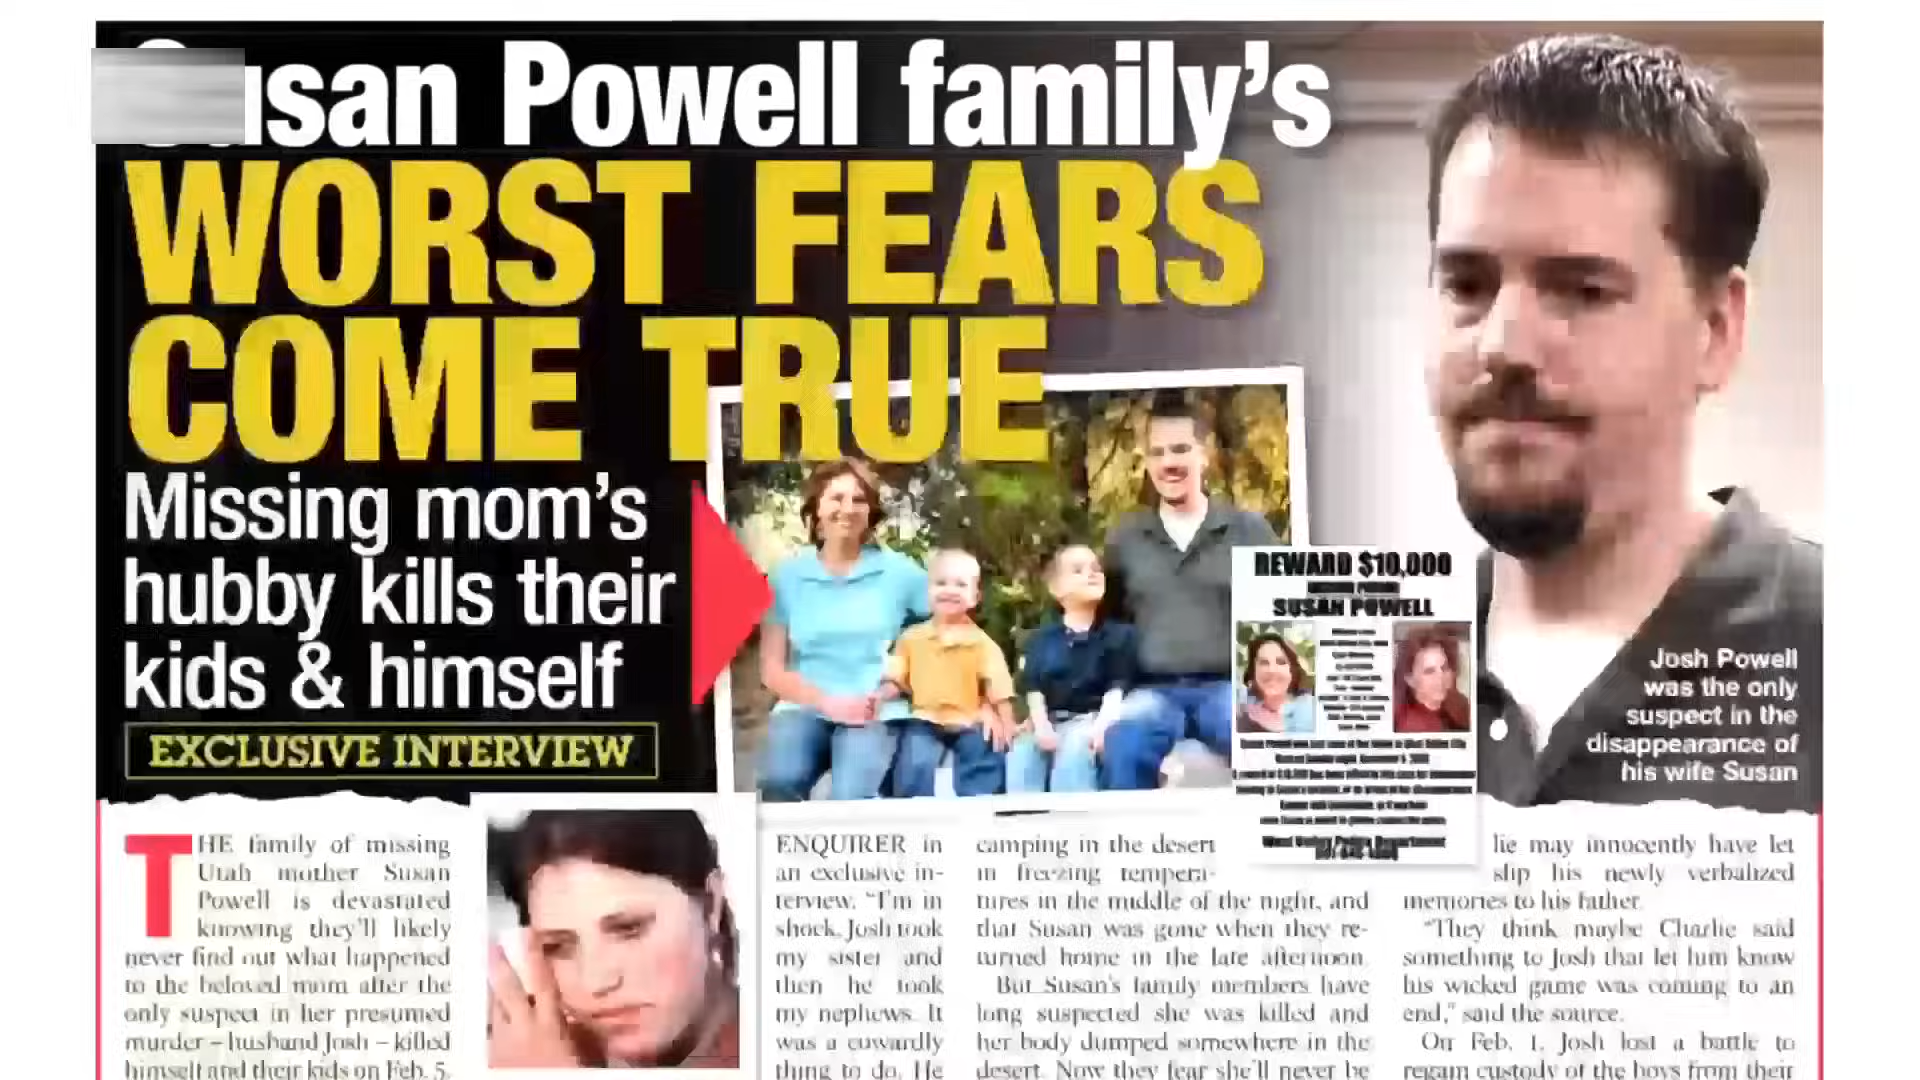 Susan Powell family's
WORST FEARS
COME TRUE
Missing mom's
hubby kills their
kids & himself
EXCLUSIVE INTERVIEW
REWARD $10,000
SUSAN POWELL
Josh Powell
was the only
suspect in the
disappearance of
his wife Susan
THE family of missing
Utah mother Susan
Powell is devastated
knowing they'll likely
never find out what happened
to the beloved mom after the
only suspect in her presumed
murder – husband Josh – killed
himself and their kids on Feb. 5.
ENQUIRER in
an exclusive in-
terview. “I'm in
shock. Josh took
my sister and
then he took
my nephews. It
was a cowardly
thing to do. He
camping in the desert
in freezing tempera-
tures in the middle of the night, and
that Susan was gone when they re-
turned home in the late afternoon.
But Susan's family members have
long suspected she was killed and
her body dumped somewhere in the
desert. Now they fear she'll never be
lie may innocently have let
slip his newly verbalized
memories to his father.
“They think maybe Charlie said
something to Josh that let him know
his wicked game was coming to an
end,” said the source.
On Feb. 1, Josh lost a battle to
regain custody of the boys from their